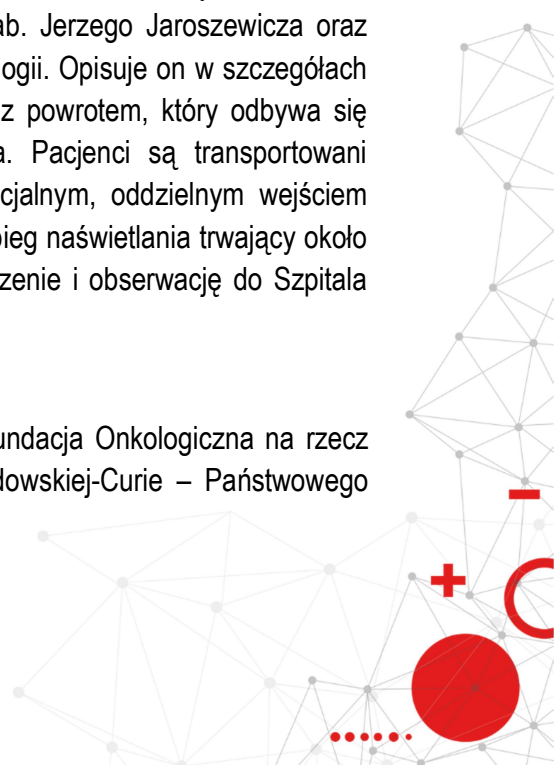 ab. Jerzego Jaroszewicza oraz
logii. Opisuje on w szczegółach
z powrotem, który odbywa się
a. Pacjenci są transportowani
cjalnym, oddzielnym wejściem
bieg naświetlania trwający około
zenie i obserwację do Szpitala
undacja Onkologiczna na rzecz
dowskiej-Curie – Państwowego